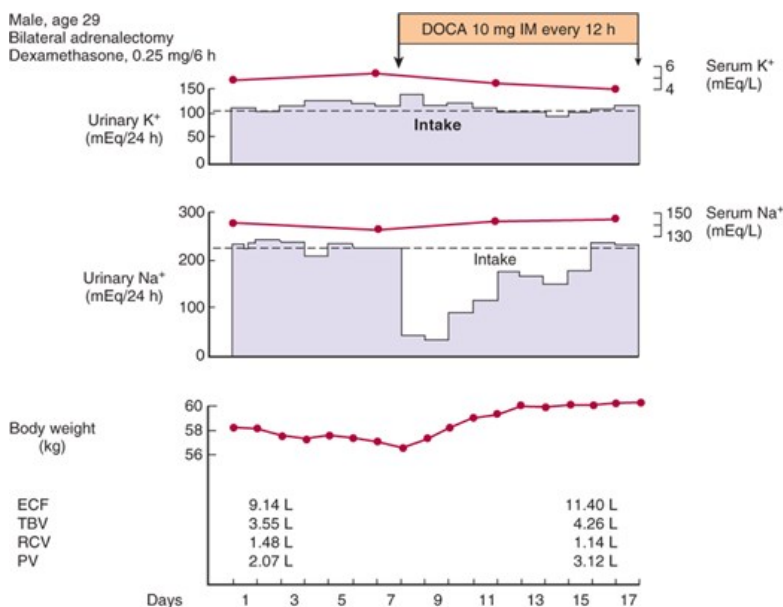 Male, age 29
Bilateral adrenalectomy
Dexamethasone, 0.25 mg/6 h
DOCA 10 mg IM every 12 h
Urinary K+
(mEq/24 h)
150
100
50
0
Intake
6
4
Serum K+
(mEq/L)
Urinary Na+
(mEq/24 h)
300
200
100
0
Intake
150
130
Serum Na+
(mEq/L)
Body weight
(kg)
60
58
56
ECF 9.14 L 11.40 L
TBV 3.55 L 4.26 L
RCV 1.48 L 1.14 L
PV 2.07 L 3.12 L
Days 1 3 5 7 9 11 13 15 17